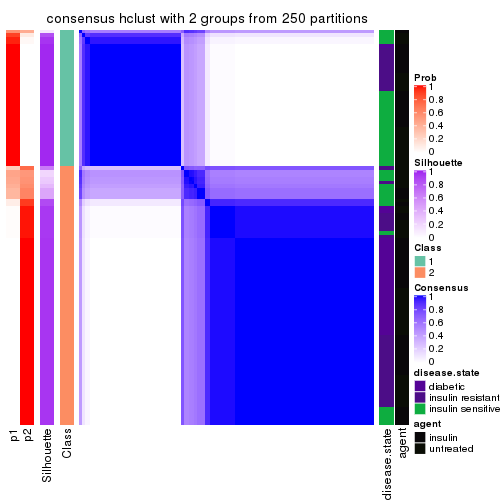 consensus hclust with 2 groups from 250 partitions
Prob
1
0.8
0.6
0.4
0.2
0
Silhouette
1
0.8
0.6
0.4
0.2
0
Class
1
2
Consensus
1
0.8
0.6
0.4
0.2
0
disease.state
diabetic
insulin resistant
insulin sensitive
agent
insulin
untreated
p1
p2
Silhouette
Class
disease.state
agent